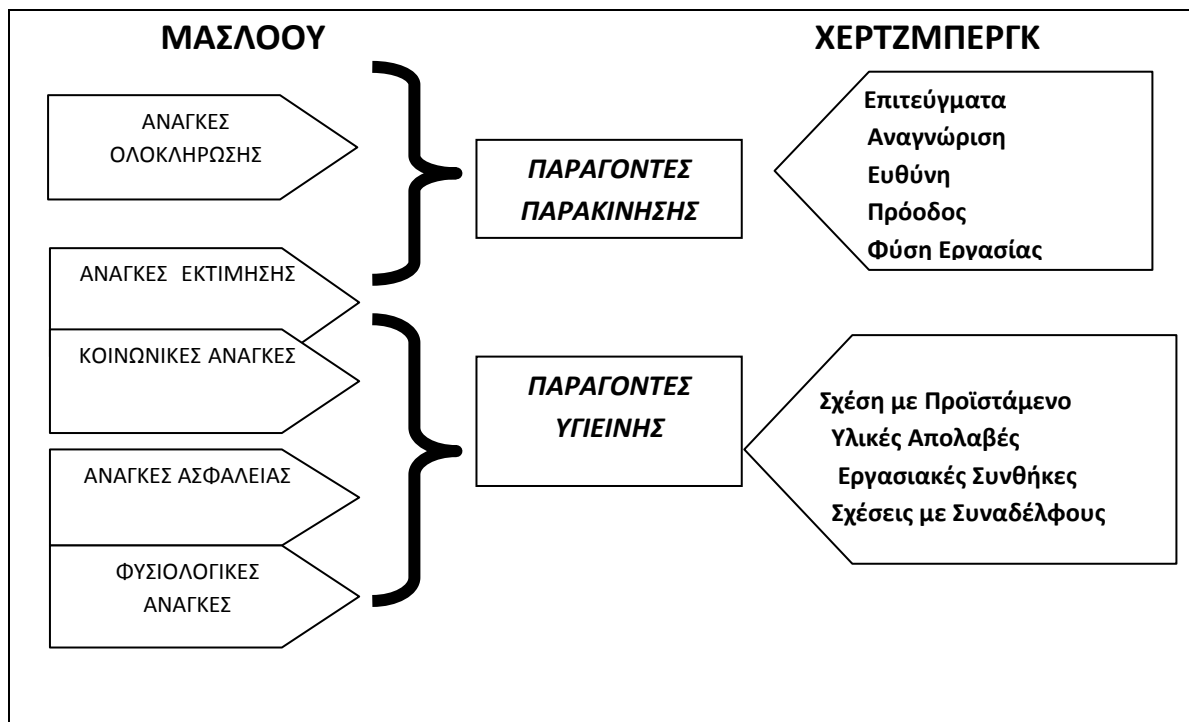 ΜΑΣΛΟΟΥ
ΑΝΑΓΚΕΣ
ΟΛΟΚΛΗΡΩΣΗΣ
ΑΝΑΓΚΕΣ ΕΚΤΙΜΗΣΗΣ
ΚΟΙΝΩΝΙΚΕΣ ΑΝΑΓΚΕΣ
ΑΝΑΓΚΕΣ ΑΣΦΑΛΕΙΑΣ
ΦΥΣΙΟΛΟΓΙΚΕΣ
ΑΝΑΓΚΕΣ
ΠΑΡΑΓΟΝΤΕΣ
ΠΑΡΑΚΙΝΗΣΗΣ
ΠΑΡΑΓΟΝΤΕΣ
ΥΓΙΕΙΝΗΣ
ΧΕΡΤΖΜΠΕΡΓΚ
Επιτεύγματα
Αναγνώριση
Ευθύνη
Πρόοδος
Φύση Εργασίας
Σχέση με Προϊστάμενο
Υλικές Απολαβές
Εργασιακές Συνθήκες
Σχέσεις με Συναδέλφους